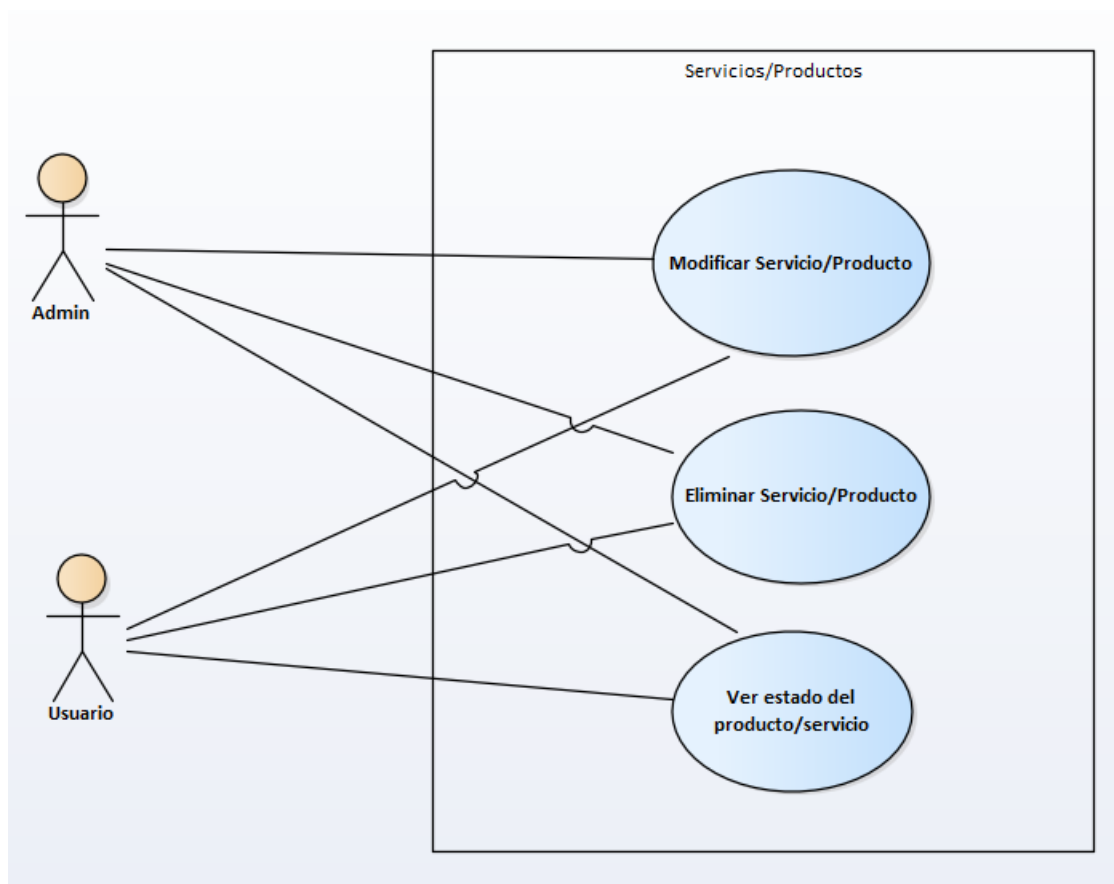 Servicios/Productos
Admin
Modificar Servicio/Producto
Eliminar Servicio/Producto
Usuario
Ver estado del
producto/servicio